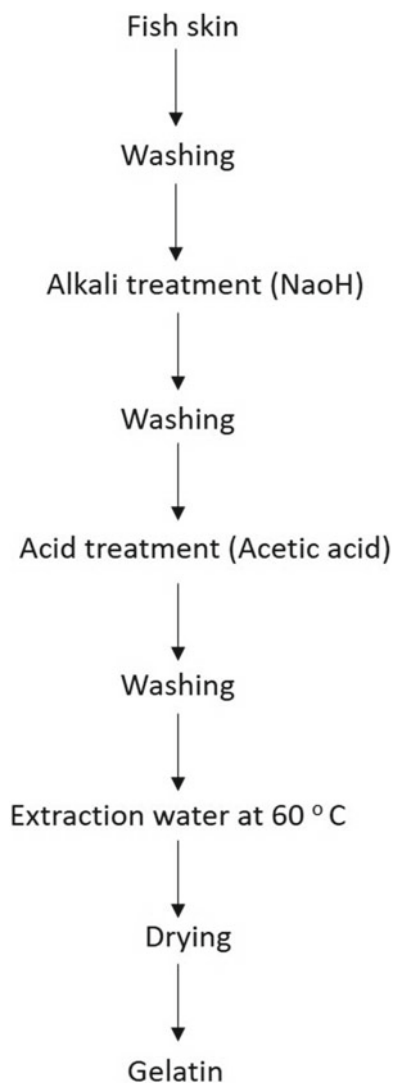 Fish skin
Washing
Alkali treatment (NaoH)
Washing
Acid treatment (Acetic acid)
Washing
Extraction water at 60 ° C
Drying
Gelatin